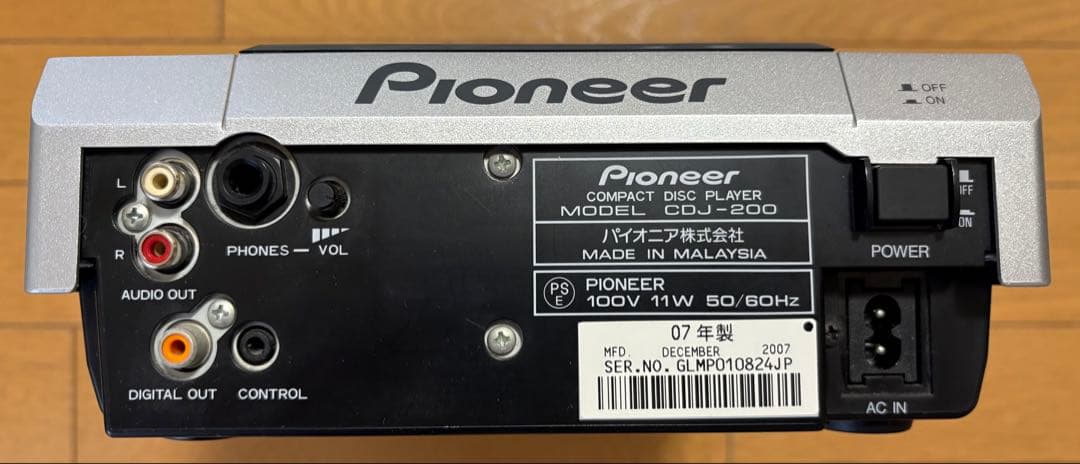 Pioneer
OFF
ON
L
R
AUDIO OUT
PHONES — VOL
DIGITAL OUT
CONTROL
Pioneer
COMPACT DISC PLAYER
MODEL CDJ-200
パイオニア株式会社
MADE IN MALAYSIA
PS
E
PIONEER
100V 11W 50/60Hz
07年製
MFD. DECEMBER 2007
SER.NO. GLMP010824JP
OFF
ON
POWER
AC IN